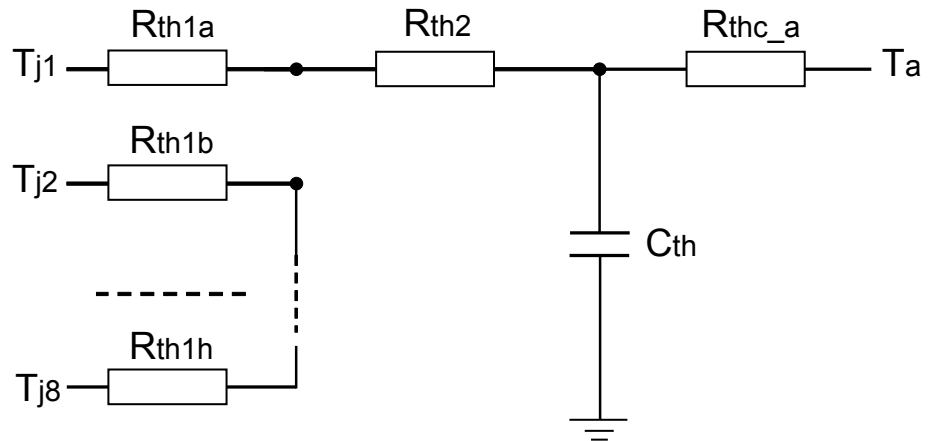 Rth1a
Rth2
Rthc_a
Tj1
Ta
Rth1b
Tj2
Cth
Rth1h
Tj8